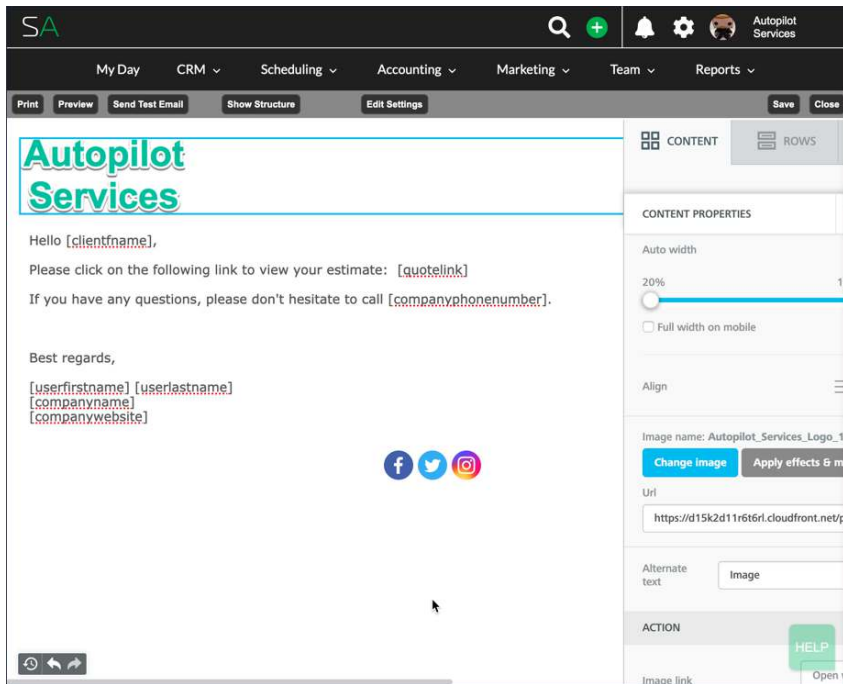 SA
Autopilot
Services
My Day CRM Scheduling Accounting Marketing Team Reports
Print Preview Send Test Email Show Structure Edit Settings Save Close
Autopilot
Services
Hello [clientfname],
Please click on the following link to view your estimate: [quotelink]
If you have any questions, please don't hesitate to call [companyphonenumber].
Best regards,
[userfirstname] [userlastname]
[companyname]
[companywebsite]
CONTENT ROWS
CONTENT PROPERTIES
Auto width
20% 1
Full width on mobile
Align
Image name: Autopilot_Services_Logo_1
Change image Apply effects & m
Url
https://d15k2d11r6t6rl.cloudfront.net/p
Alternate
text
Image
ACTION
HELP
Image link
Open